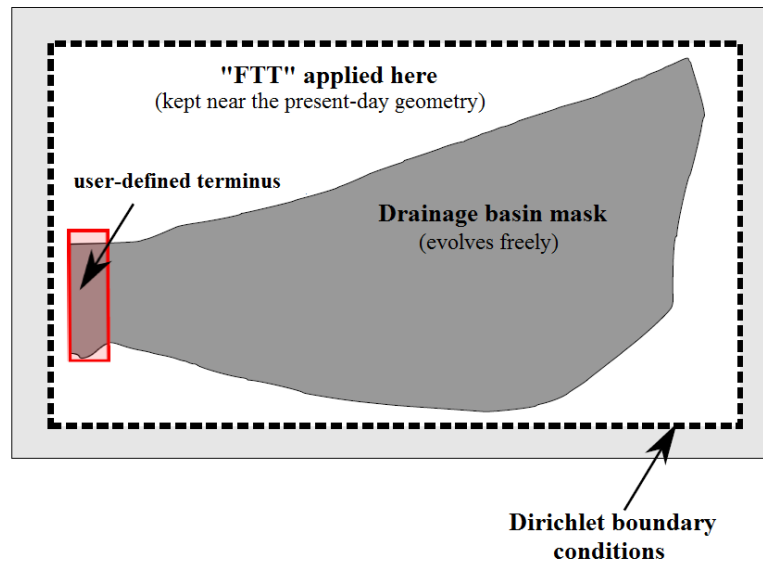 "FTT" applied here
(kept near the present-day geometry)
user-defined terminus
Drainage basin mask
(evolves freely)
Dirichlet boundary
conditions